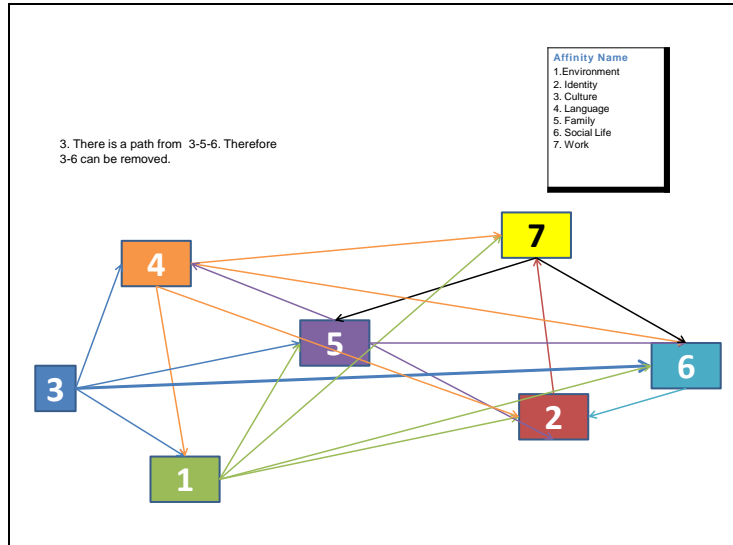 Affinity Name
1.Environment
2. Identity
3. Culture
4. Language
5. Family
6. Social Life
7. Work
3. There is a path from  3-5-6. Therefore
3-6 can be removed.
7
4
5
6
3
2
1